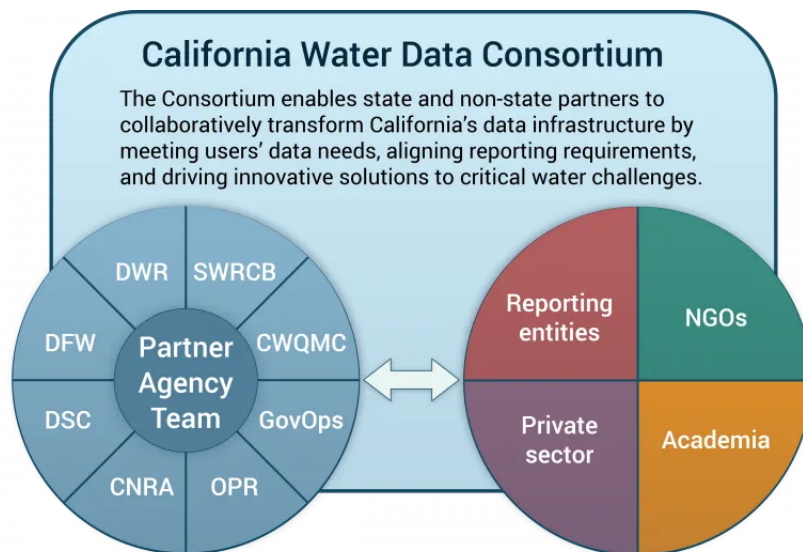 California Water Data Consortium
The Consortium enables state and non-state partners to
collaboratively transform California's data infrastructure by
meeting users' data needs, aligning reporting requirements,
and driving innovative solutions to critical water challenges.
DWR
SWRCB
DFW
CWQMC
Partner
Agency
Team
DSC
GovOps
CNRA
OPR
Reporting
entities
NGOs
Private
sector
Academia